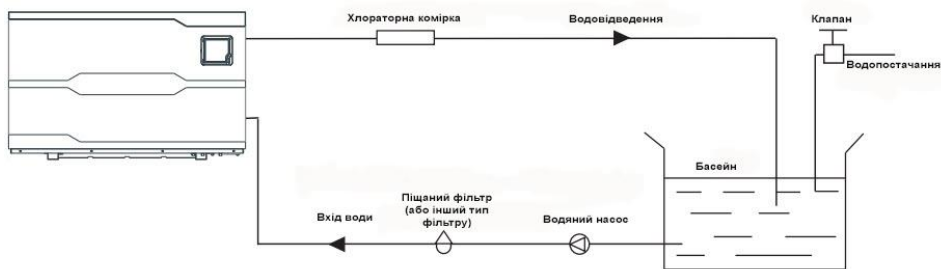 Хлораторна комірка
Водовідведення
Клапан
Водопостачання
Басейн
Піщаний фільтр
(або інший тип
фільтру)
Вхід води
Водяний насос